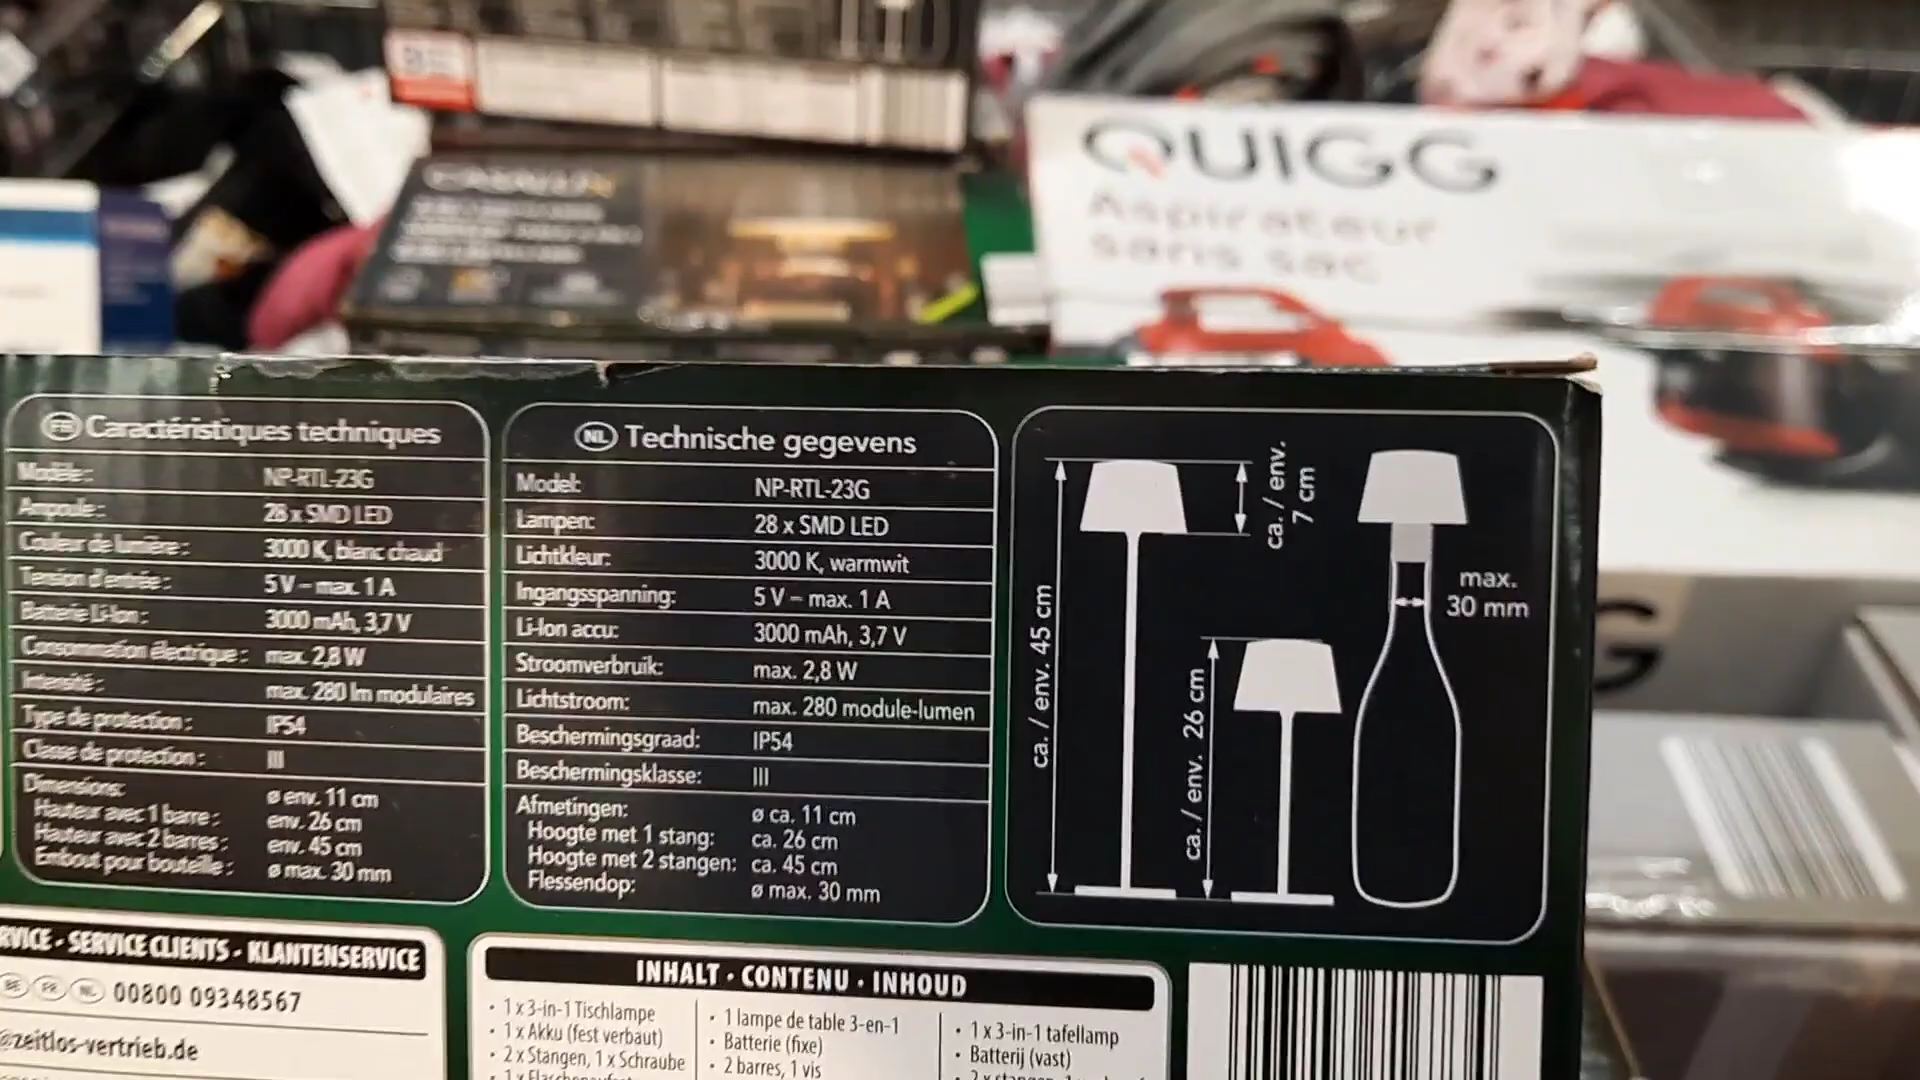 QUIGG
Aspirateur
sans sac
CASALUX
FR Caractéristiques techniques
Modèle: NP-RTL-23G
Ampoule: 28 x SMD LED
Couleur de lumière: 3000 K, blanc chaud
Tension d'entrée: 5 V – max. 1 A
Batterie Li-Ion: 3000 mAh, 3,7 V
Consommation électrique: max. 2,8 W
Intensité: max. 280 lm modulaires
Type de protection: IP54
Classe de protection: III
Dimensions: ø env. 11 cm
Hauteur avec 1 barre: env. 26 cm
Hauteur avec 2 barres: env. 45 cm
Embout pour bouteille: ø max. 30 mm
NL Technische gegevens
Model: NP-RTL-23G
Lampen: 28 x SMD LED
Lichtkleur: 3000 K, warmwit
Ingangsspanning: 5 V – max. 1 A
Li-Ion accu: 3000 mAh, 3,7 V
Stroomverbruik: max. 2,8 W
Lichtstroom: max. 280 module-lumen
Beschermingsgraad: IP54
Beschermingsklasse: III
Afmetingen: ø ca. 11 cm
Hoogte met 1 stang: ca. 26 cm
Hoogte met 2 stangen: ca. 45 cm
Flessendop: ø max. 30 mm
ca. / env. 45 cm
ca. / env.
7 cm
ca. / env. 26 cm
max.
30 mm
G
RVICE • SERVICE CLIENTS • KLANTENSERVICE
BE FR NL 00800 09348567
@zeitlos-vertrieb.de
INHALT • CONTENU • INHOUD
• 1 x 3-in-1 Tischlampe
• 1 x Akku (fest verbaut)
• 2 x Stangen, 1 x Schraube
• 1 lampe de table 3-en-1
• Batterie (fixe)
• 2 barres, 1 vis
• 1 x 3-in-1 tafellamp
• Batterij (vast)